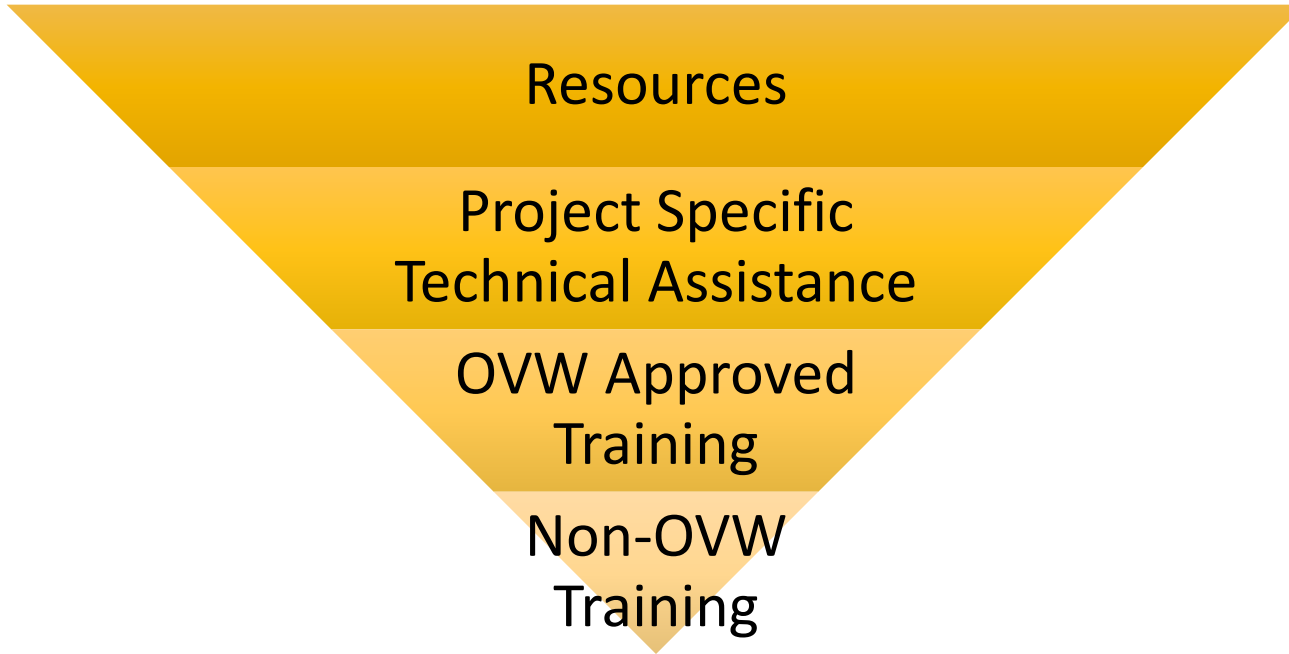 Resources
Project Specific
Technical Assistance
OVW Approved
Training
Non-OVW
Training